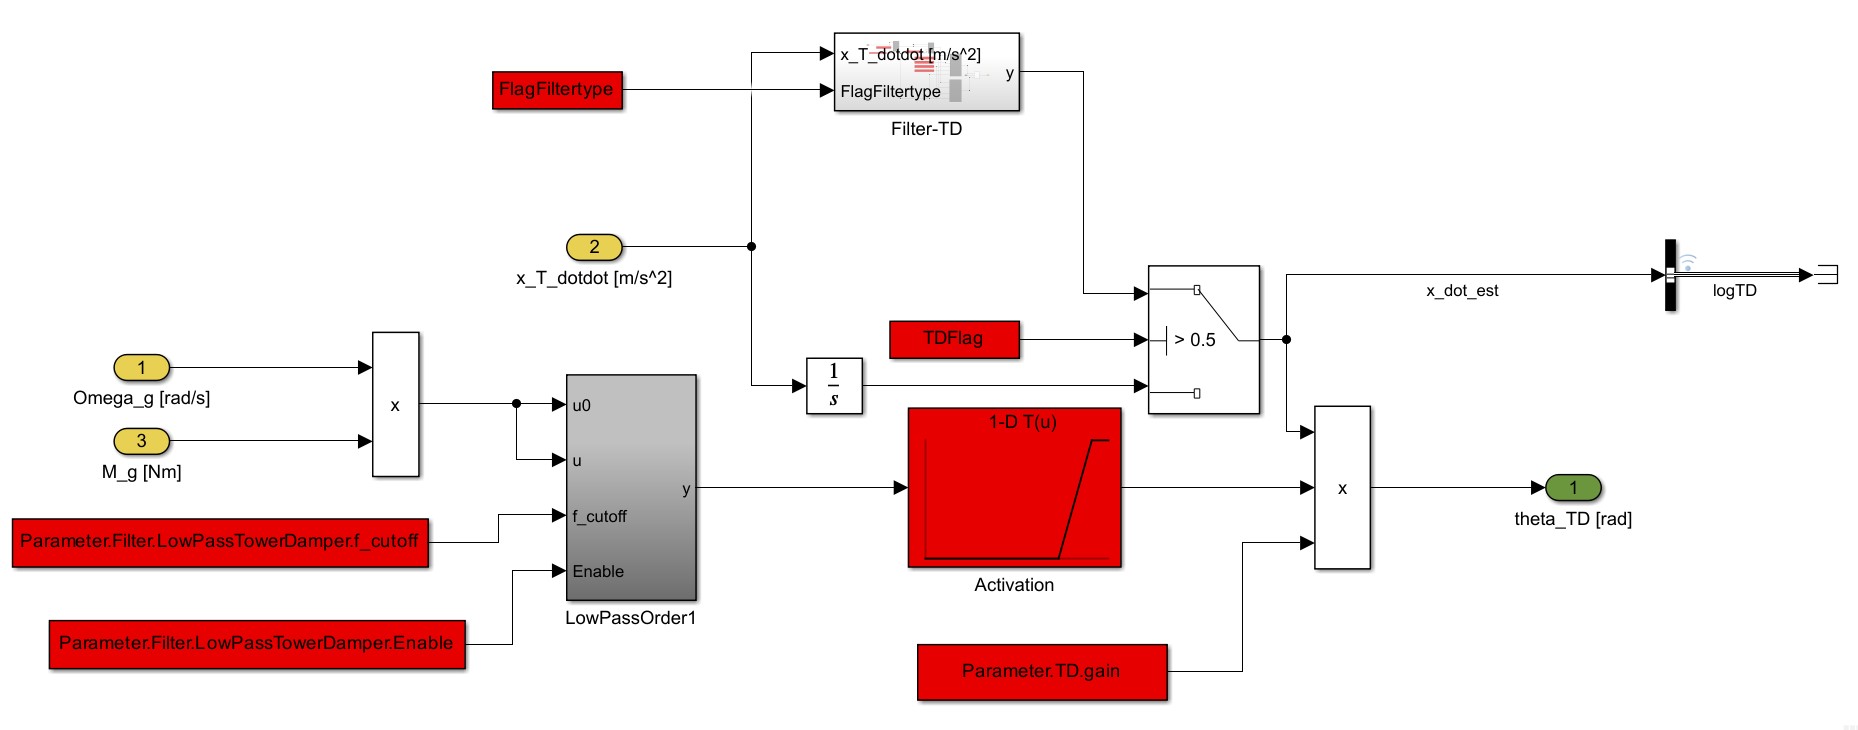 x_T_dotdot [m/s^2]
FlagFiltertype
y
FlagFiltertype
Filter-TD
2
x_T_dotdot [m/s^2]
x_dot_est
logTD
TDFlag
> 0.5
1
s
1
Omega_g [rad/s]
x
3
M_g [Nm]
u0
u
f_cutoff
Enable
y
LowPassOrder1
1-D T(u)
Activation
x
1
theta_TD [rad]
Parameter.Filter.LowPassTowerDamper.f_cutoff
Parameter.Filter.LowPassTowerDamper.Enable
Parameter.TD.gain